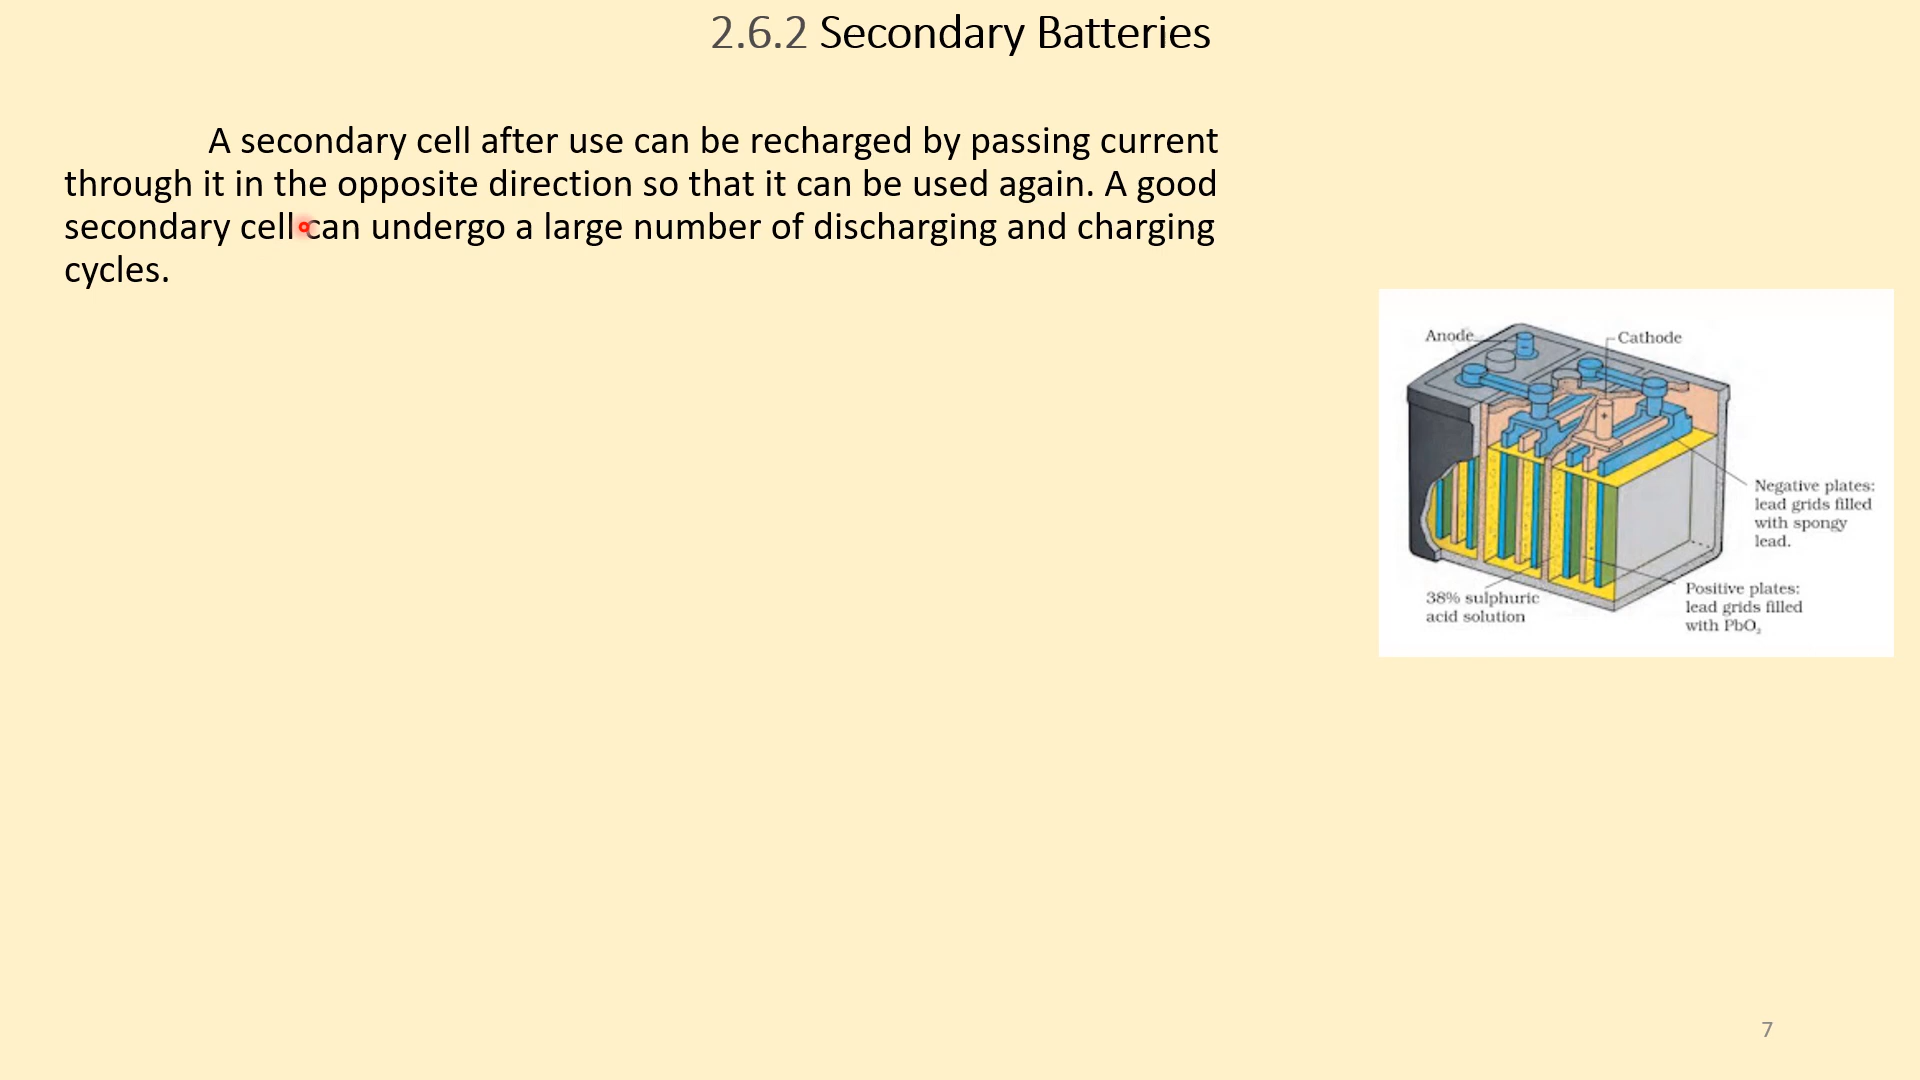 2.6.2 Secondary Batteries
A secondary cell after use can be recharged by passing current
through it in the opposite direction so that it can be used again. A good
secondary cell can undergo a large number of discharging and charging
cycles.
Anode
Cathode
-
+
Negative plates:
lead grids filled
with spongy
lead.
38% sulphuric
acid solution
Positive plates:
lead grids filled
with PbO₂
7